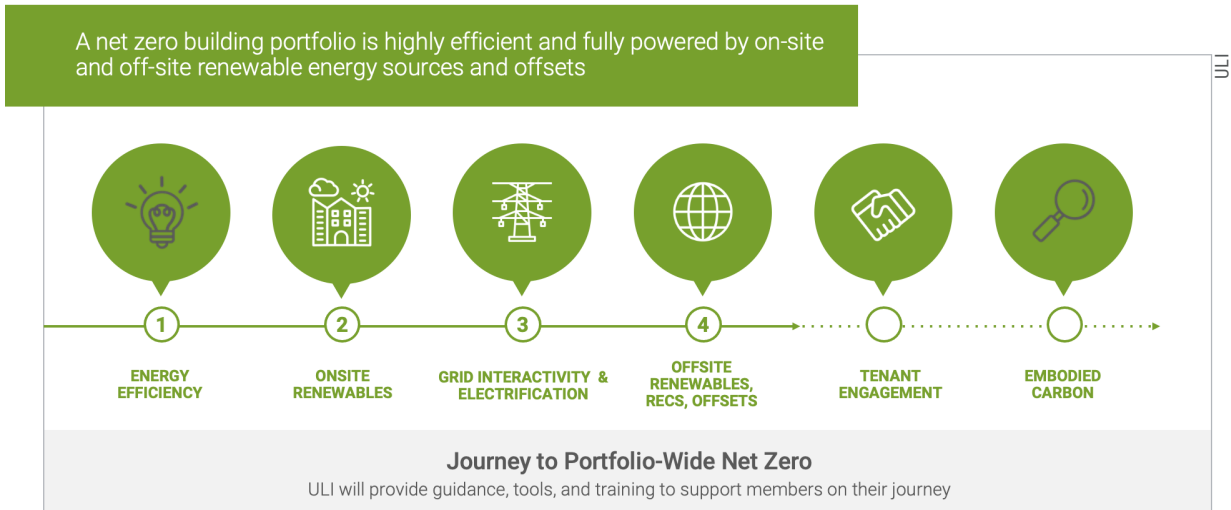 A net zero building portfolio is highly efficient and fully powered by on-site
and off-site renewable energy sources and offsets
ULI
1
2
3
4
ENERGY
EFFICIENCY
ONSITE
RENEWABLES
GRID INTERACTIVITY &
ELECTRIFICATION
OFFSITE
RENEWABLES,
RECS, OFFSETS
TENANT
ENGAGEMENT
EMBODIED
CARBON
Journey to Portfolio-Wide Net Zero
ULI will provide guidance, tools, and training to support members on their journey